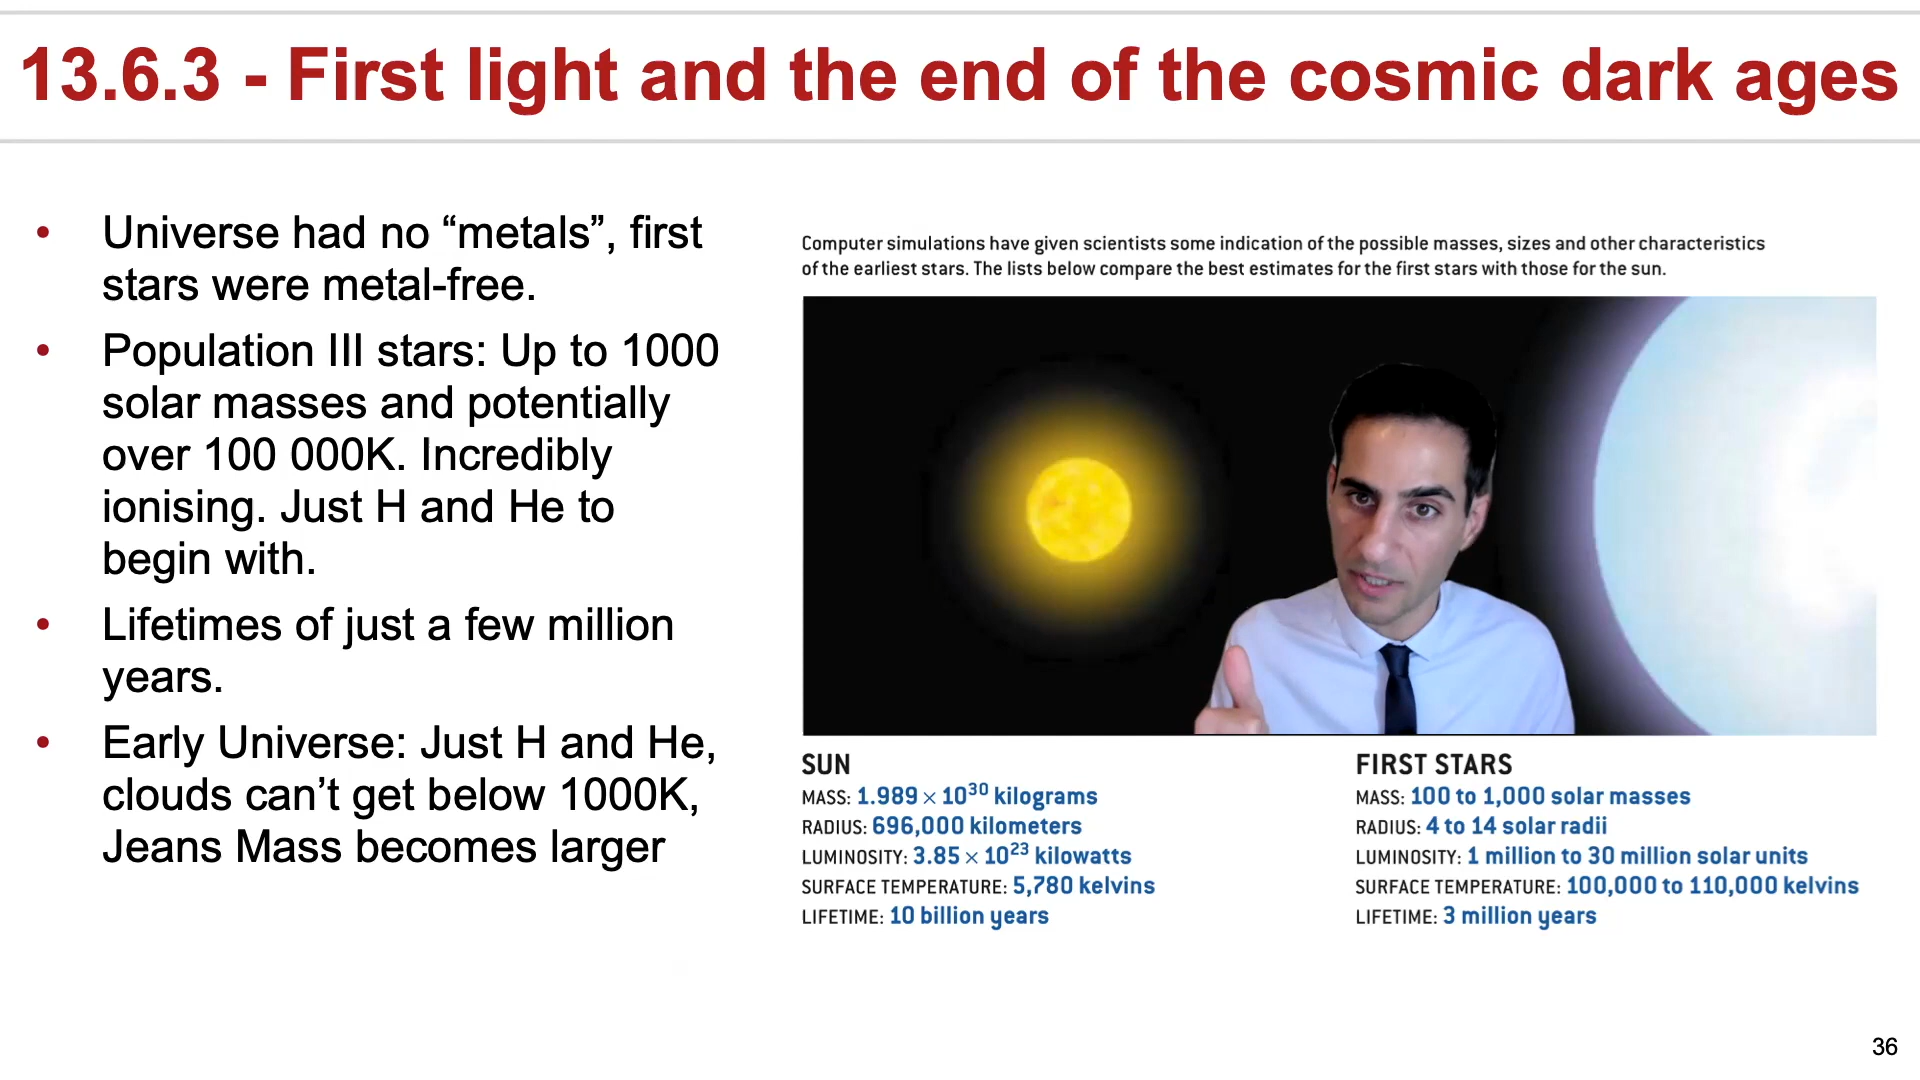 13.6.3 - First light and the end of the cosmic dark ages
• Universe had no “metals”, first
stars were metal-free.
• Population III stars: Up to 1000
solar masses and potentially
over 100 000K. Incredibly
ionising. Just H and He to
begin with.
• Lifetimes of just a few million
years.
• Early Universe: Just H and He,
clouds can’t get below 1000K,
Jeans Mass becomes larger
Computer simulations have given scientists some indication of the possible masses, sizes and other characteristics
of the earliest stars. The lists below compare the best estimates for the first stars with those for the sun.
SUN
MASS: 1.989 × 10³⁰ kilograms
RADIUS: 696,000 kilometers
LUMINOSITY: 3.85 × 10²³ kilowatts
SURFACE TEMPERATURE: 5,780 kelvins
LIFETIME: 10 billion years
FIRST STARS
MASS: 100 to 1,000 solar masses
RADIUS: 4 to 14 solar radii
LUMINOSITY: 1 million to 30 million solar units
SURFACE TEMPERATURE: 100,000 to 110,000 kelvins
LIFETIME: 3 million years
36